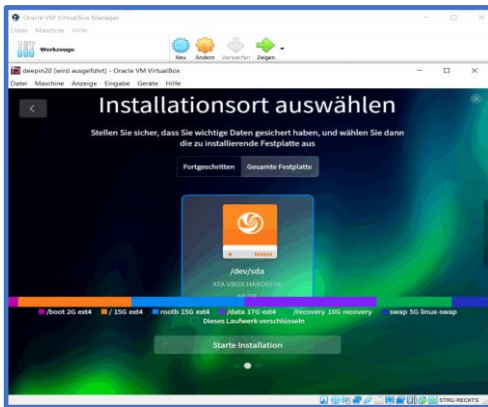 Oracle VM VirtualBox Manager
Datei Maschine Hilfe
Werkzeuge
Neu Ändern Verwerfen Zeigen
deepin20 [wird ausgeführt] - Oracle VM VirtualBox
Datei Maschine Anzeige Eingabe Geräte Hilfe
Installationsort auswählen
Stellen Sie sicher, dass Sie wichtige Daten gesichert haben, und wählen Sie dann
die zu installierende Festplatte aus
Fortgeschritten Gesamte Festplatte
/dev/sda
ATA VBOX HARDDISK
/boot 2G ext4 / 15G ext4 rootb 15G ext4 /data 17G ext4 /recovery 10G recovery swap 5G linux-swap
Dieses Laufwerk verschlüsseln
Starte Installation
STRG-RECHTS